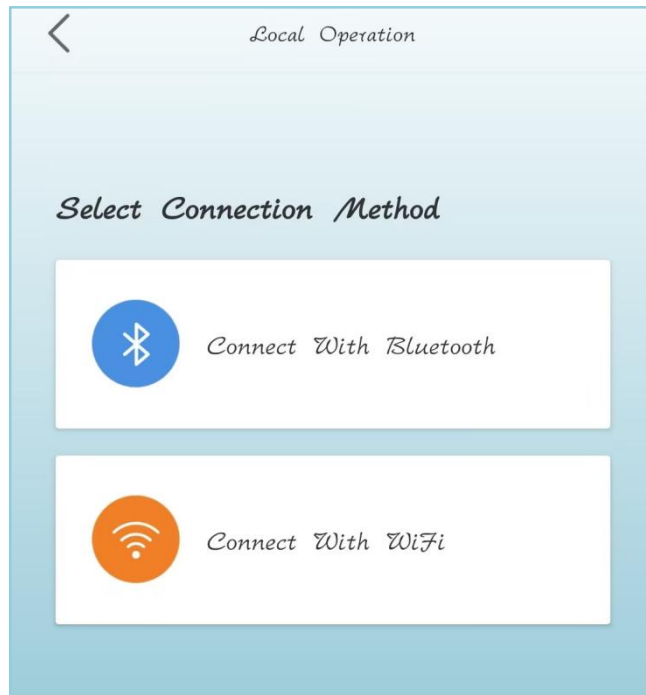 Local Operation
Select Connection Method
Connect With Bluetooth
Connect With WiFi